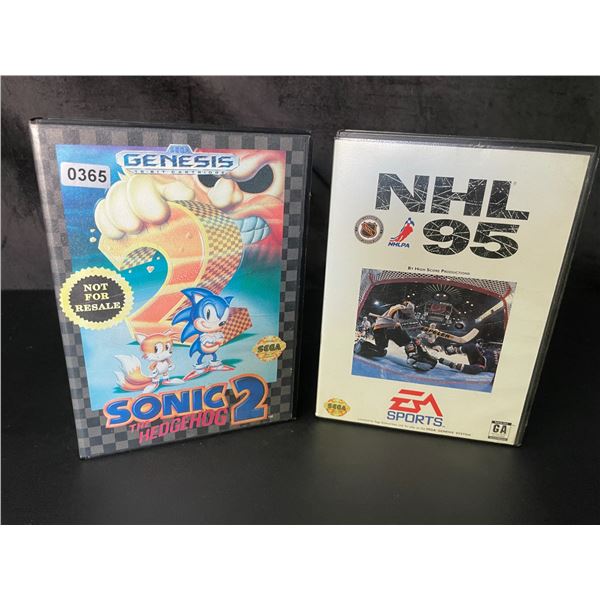 0365
SEGA
GENESIS
16-BIT CARTRIDGE
NOT
FOR
RESALE
SEGA
SONIC 2
THE HEDGEHOG
NHL
95
NHLPA
BY HIGH SCORE PRODUCTIONS
EA
SPORTS
SEGA
GA